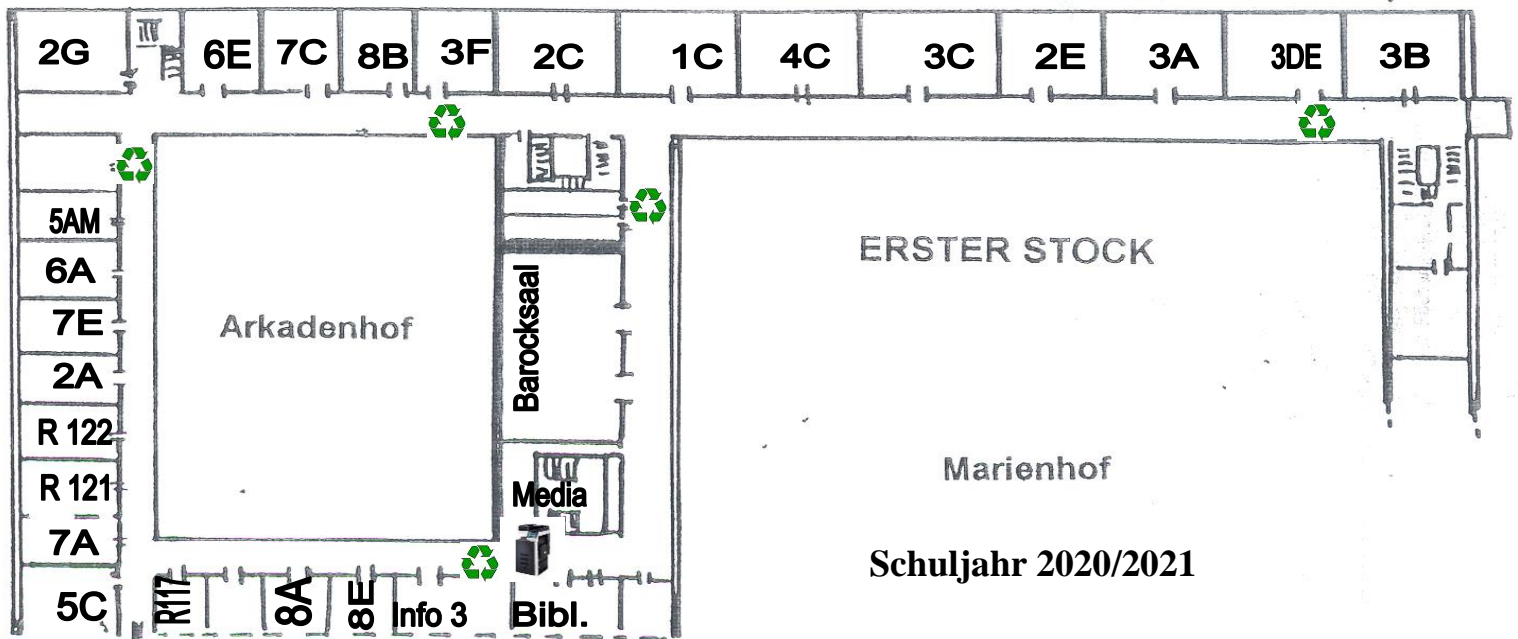 2G
6E
7C
8B
3F
2C
1C
4C
3C
2E
3A
3DE
3B
5AM
6A
7E
2A
R 122
R 121
7A
5C
Arkadenhof
Barocksaal
ERSTER STOCK
Marienhof
Media
R117
8A
8E
Info 3
Bibl.
Schuljahr 2020/2021